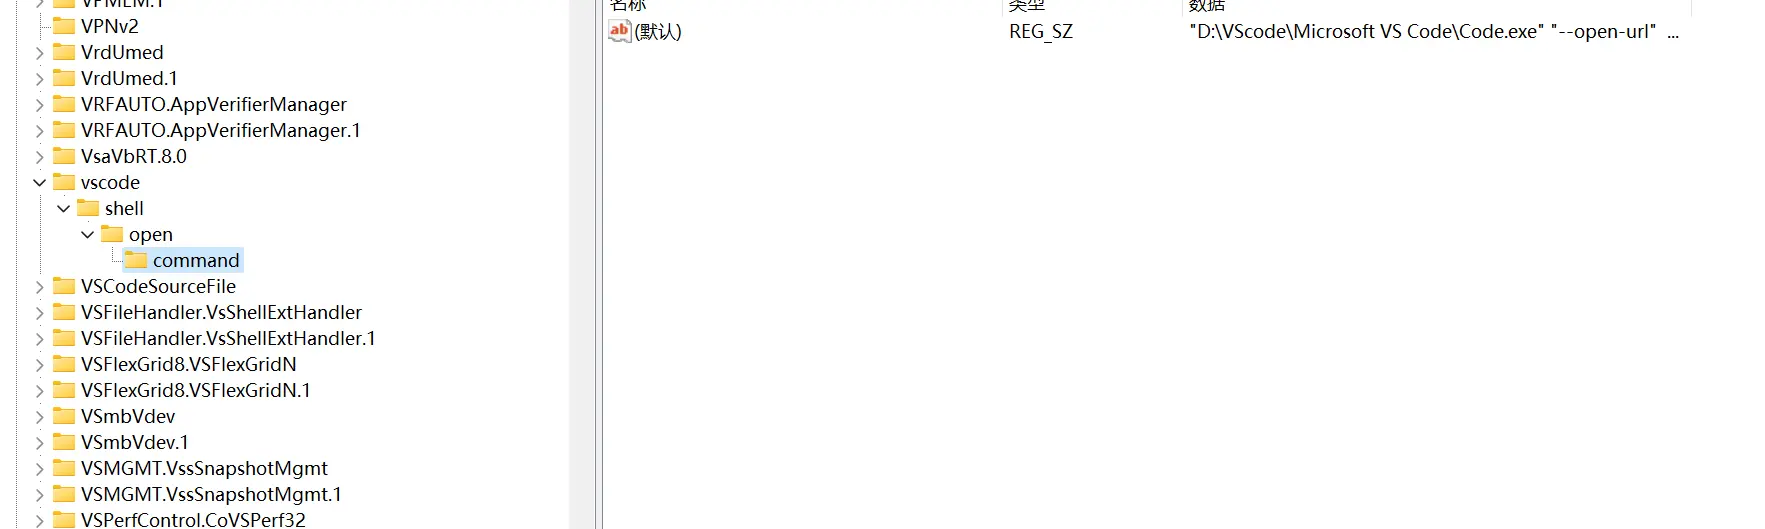 VPMEM.1
VPNv2
VrdUmed
VrdUmed.1
VRFAUTO.AppVerifierManager
VRFAUTO.AppVerifierManager.1
VsaVbRT.8.0
vscode
shell
open
command
VSCodeSourceFile
VSFileHandler.VsShellExtHandler
VSFileHandler.VsShellExtHandler.1
VSFlexGrid8.VSFlexGridN
VSFlexGrid8.VSFlexGridN.1
VSmbVdev
VSmbVdev.1
VSMGMT.VssSnapshotMgmt
VSMGMT.VssSnapshotMgmt.1
VSPerfControl.CoVSPerf32
名称 类型 数据
ab (默认) REG_SZ "D:\VScode\Microsoft VS Code\Code.exe" "--open-url" ...